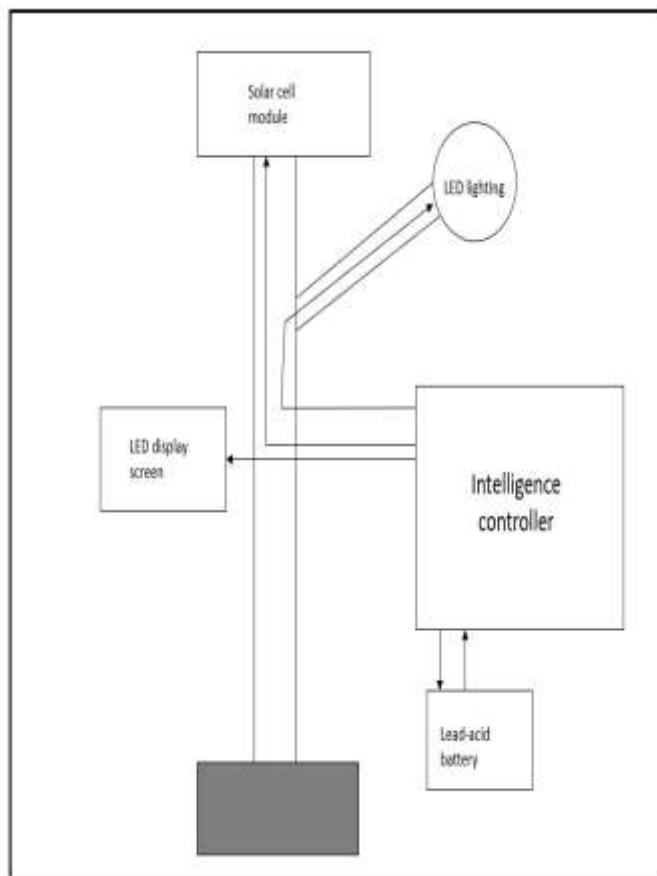 Solar cell
module
LED lighting
LED display
screen
Intelligence
controller
Lead-acid
battery